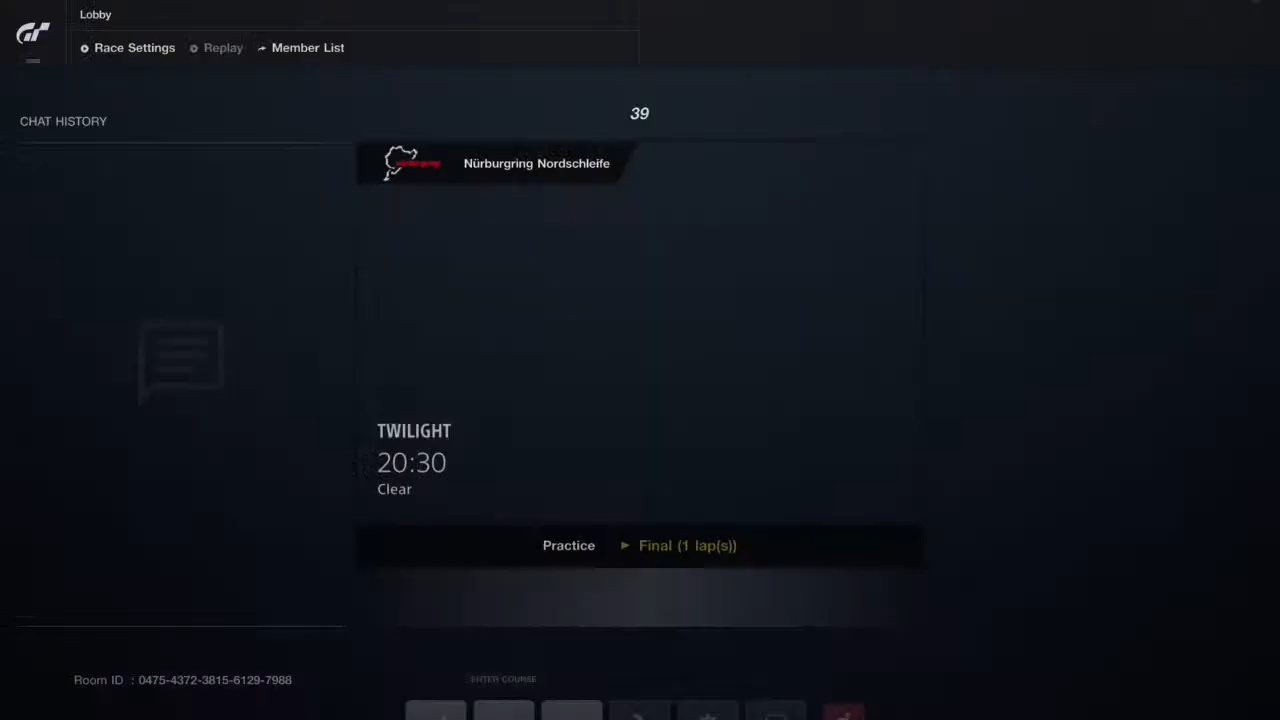 Lobby
Race Settings Replay Member List
39
CHAT HISTORY
Nürburgring Nordschleife
TWILIGHT
20:30
Clear
Practice Final (1 lap(s))
Room ID : 0475-4372-3815-6129-7988
ENTER COURSE